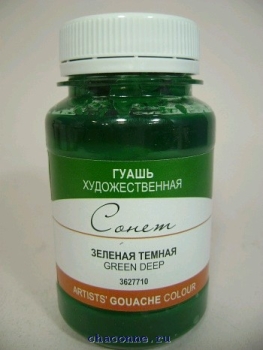 ГУАШЬ
ХУДОЖЕСТВЕННАЯ
Сонет
ЗЕЛЕНАЯ ТЕМНАЯ
GREEN DEEP
3627710
ARTISTS' GOUACHE COLOUR
chaconne.ru